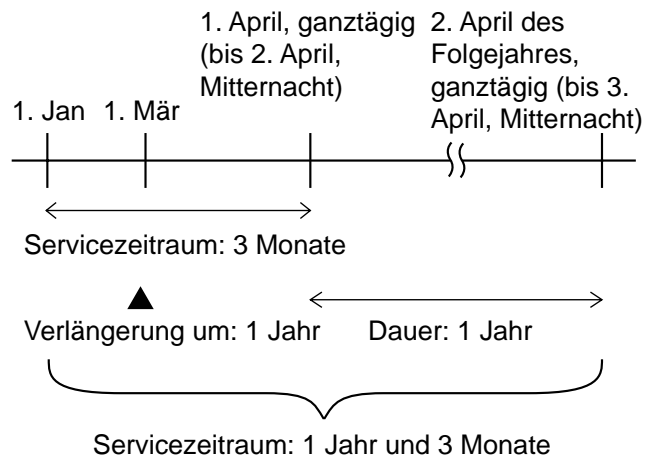 1. April, ganztägig
(bis 2. April,
Mitternacht)
2. April des
Folgejahres,
ganztägig (bis 3.
April, Mitternacht)
1. Jan
1. Mär
Servicezeitraum: 3 Monate
Verlängerung um: 1 Jahr
Dauer: 1 Jahr
Servicezeitraum: 1 Jahr und 3 Monate